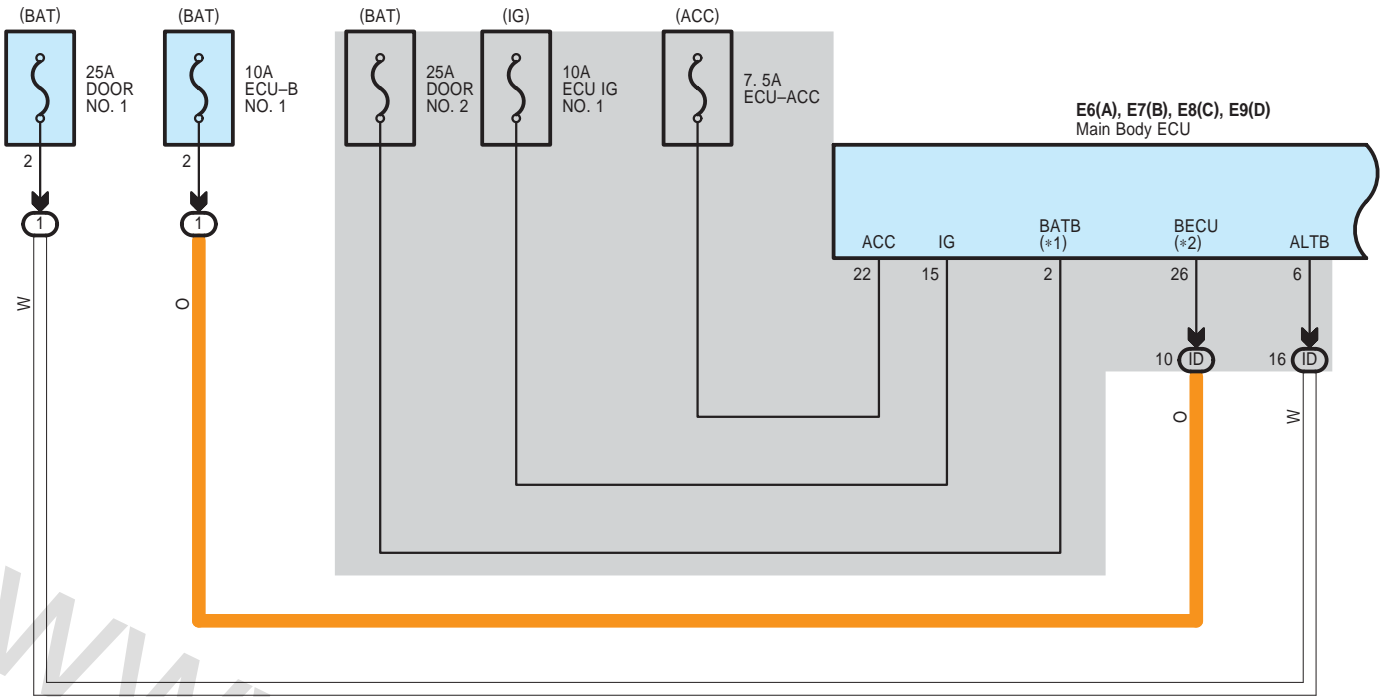 (BAT)
(BAT)
(BAT)
(IG)
(ACC)
25A
DOOR
NO. 1
10A
ECU–B
NO. 1
25A
DOOR
NO. 2
10A
ECU IG
NO. 1
7. 5A
ECU–ACC
E6(A), E7(B), E8(C), E9(D)
Main Body ECU
2
2
1
1
ACC
IG
BATB
(∗1)
BECU
(∗2)
ALTB
22
15
2
26
6
W
O
10
ID
16
ID
O
W
WWW